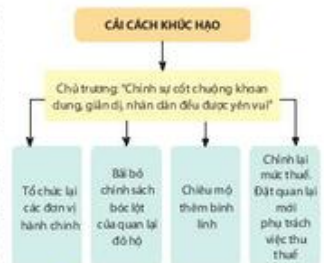 CẢI CÁCH KHÚC HẠO
Chủ trương: "Chính sự cốt chuộng khoan
dung, giản dị, nhân dân đều được yên vui"
Tổ chức lại
các đơn vị
hành chính
Bãi bỏ
chính sách
bóc lột
của quan lại
đô hộ
Chiêu mộ
thêm binh
lính
Chỉnh lại
mức thuế.
Đặt quan lại
mới
phụ trách
việc thu
thuế